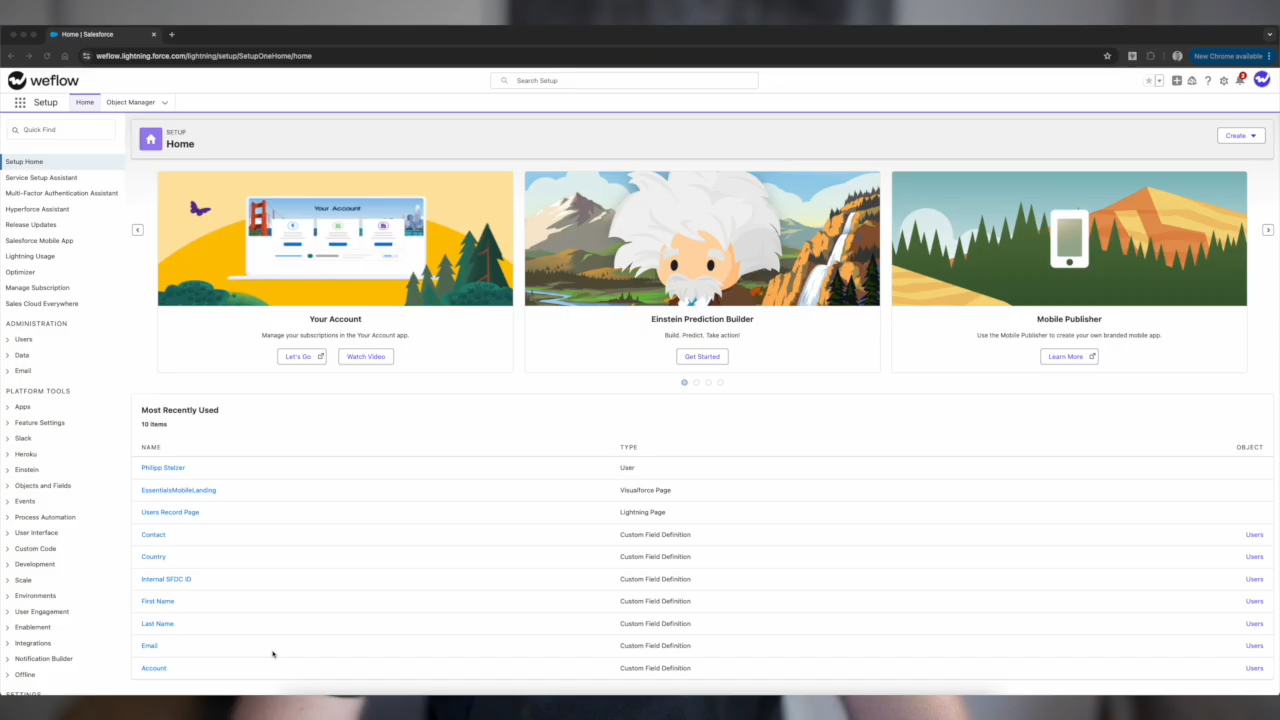 Home | Salesforce
weflow.lightning.force.com/lightning/setup/SetupOneHome/home
New Chrome available
weflow
Search Setup
Setup
Home
Object Manager
Quick Find
SETUP
Home
Create
Setup Home
Service Setup Assistant
Multi-Factor Authentication Assistant
Hyperforce Assistant
Release Updates
Salesforce Mobile App
Lightning Usage
Optimizer
Manage Subscription
Sales Cloud Everywhere
ADMINISTRATION
Users
Data
Email
PLATFORM TOOLS
Apps
Feature Settings
Slack
Heroku
Einstein
Objects and Fields
Events
Process Automation
User Interface
Custom Code
Development
Scale
Environments
User Engagement
Enablement
Integrations
Notification Builder
Offline
SETTINGS
Your Account
Your Account
Manage your subscriptions in the Your Account app.
Let's Go
Watch Video
Einstein Prediction Builder
Build. Predict. Take action!
Get Started
Mobile Publisher
Use the Mobile Publisher to create your own branded mobile app.
Learn More
Most Recently Used
10 items
NAME TYPE OBJECT
Philipp Stelzer User
EssentialsMobileLanding Visualforce Page
Users Record Page Lightning Page
Contact Custom Field Definition Users
Country Custom Field Definition Users
Internal SFDC ID Custom Field Definition Users
First Name Custom Field Definition Users
Last Name Custom Field Definition Users
Email Custom Field Definition Users
Account Custom Field Definition Users